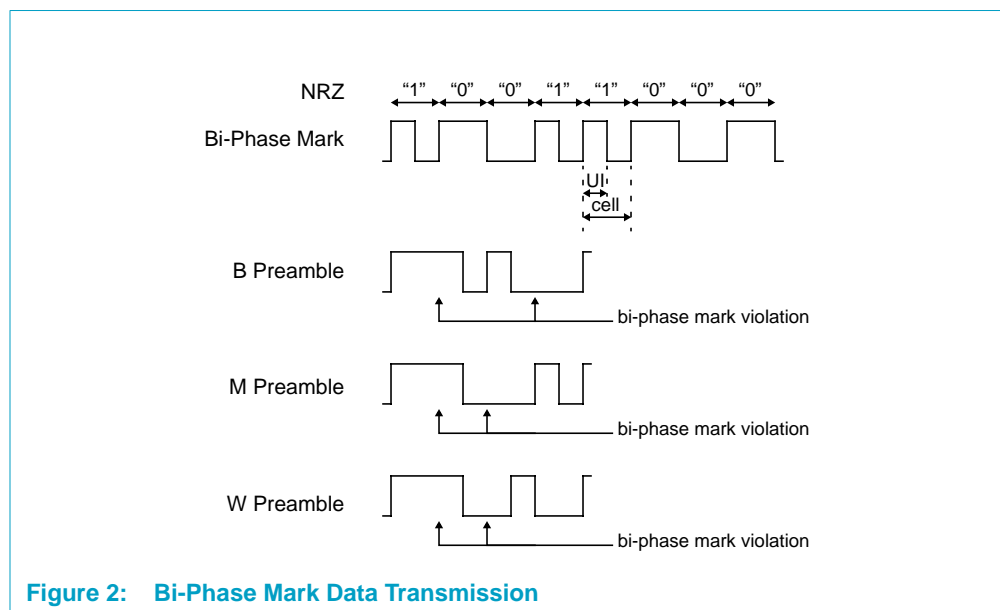 NRZ “1” “0” “0” “1” “1” “0” “0” “0”
Bi-Phase Mark
UI
cell
B Preamble
bi-phase mark violation
M Preamble
bi-phase mark violation
W Preamble
bi-phase mark violation
Figure 2: Bi-Phase Mark Data Transmission